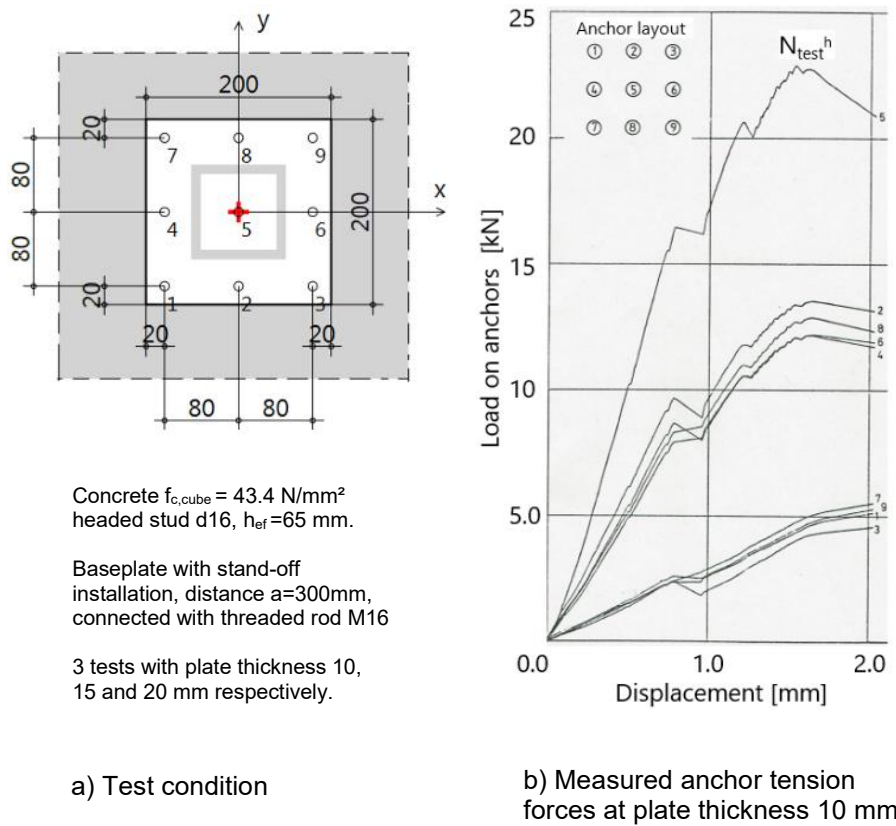 y
200
20
7
8
9
80
x
4
5
6
200
80
20
1
2
3
20
20
80
80
Concrete fc,cube = 43.4 N/mm²
headed stud d16, hef =65 mm.
Baseplate with stand-off
installation, distance a=300mm,
connected with threaded rod M16
3 tests with plate thickness 10,
15 and 20 mm respectively.
a) Test condition
25
Anchor layout
① ② ③
④ ⑤ ⑥
⑦ ⑧ ⑨
Ntesth
5
20
15
2
8
6
4
10
5.0
7
9
1
3
Load on anchors [kN]
0.0 1.0 2.0
Displacement [mm]
b) Measured anchor tension
forces at plate thickness 10 mm